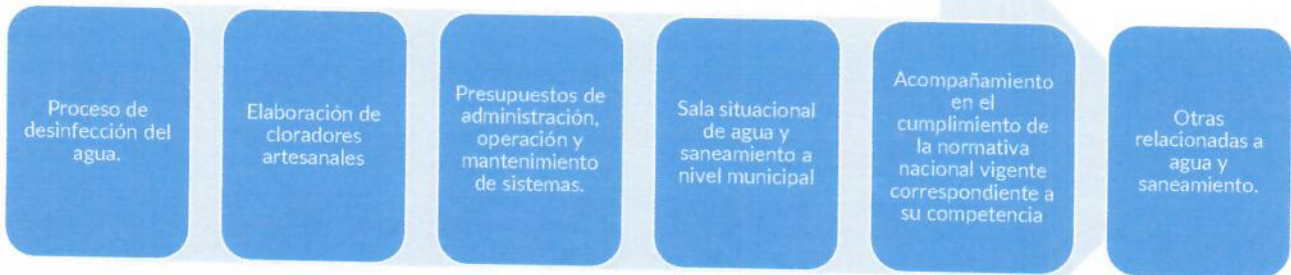 Proceso de
desinfección del
agua.
Elaboración de
cloradores
artesanales
Presupuestos de
administración,
operación y
mantenimiento
de sistemas.
Sala situacional
de agua y
saneamiento a
nivel municipal
Acompañamiento
en el
cumplimiento de
la normativa
nacional vigente
correspondiente a
su competencia
Otras
relacionadas a
agua y
saneamiento.